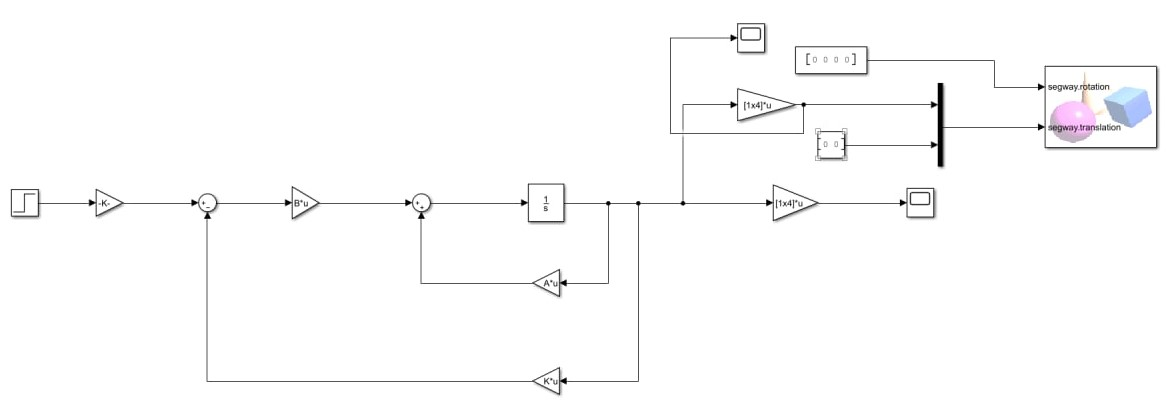 [ 0 0 0 0 ]
segway.rotation
[1x4]*u
segway.translation
[ 0 0 ]
-K-
+
−
B*u
+
+
1
s
[1x4]*u
A*u
K*u